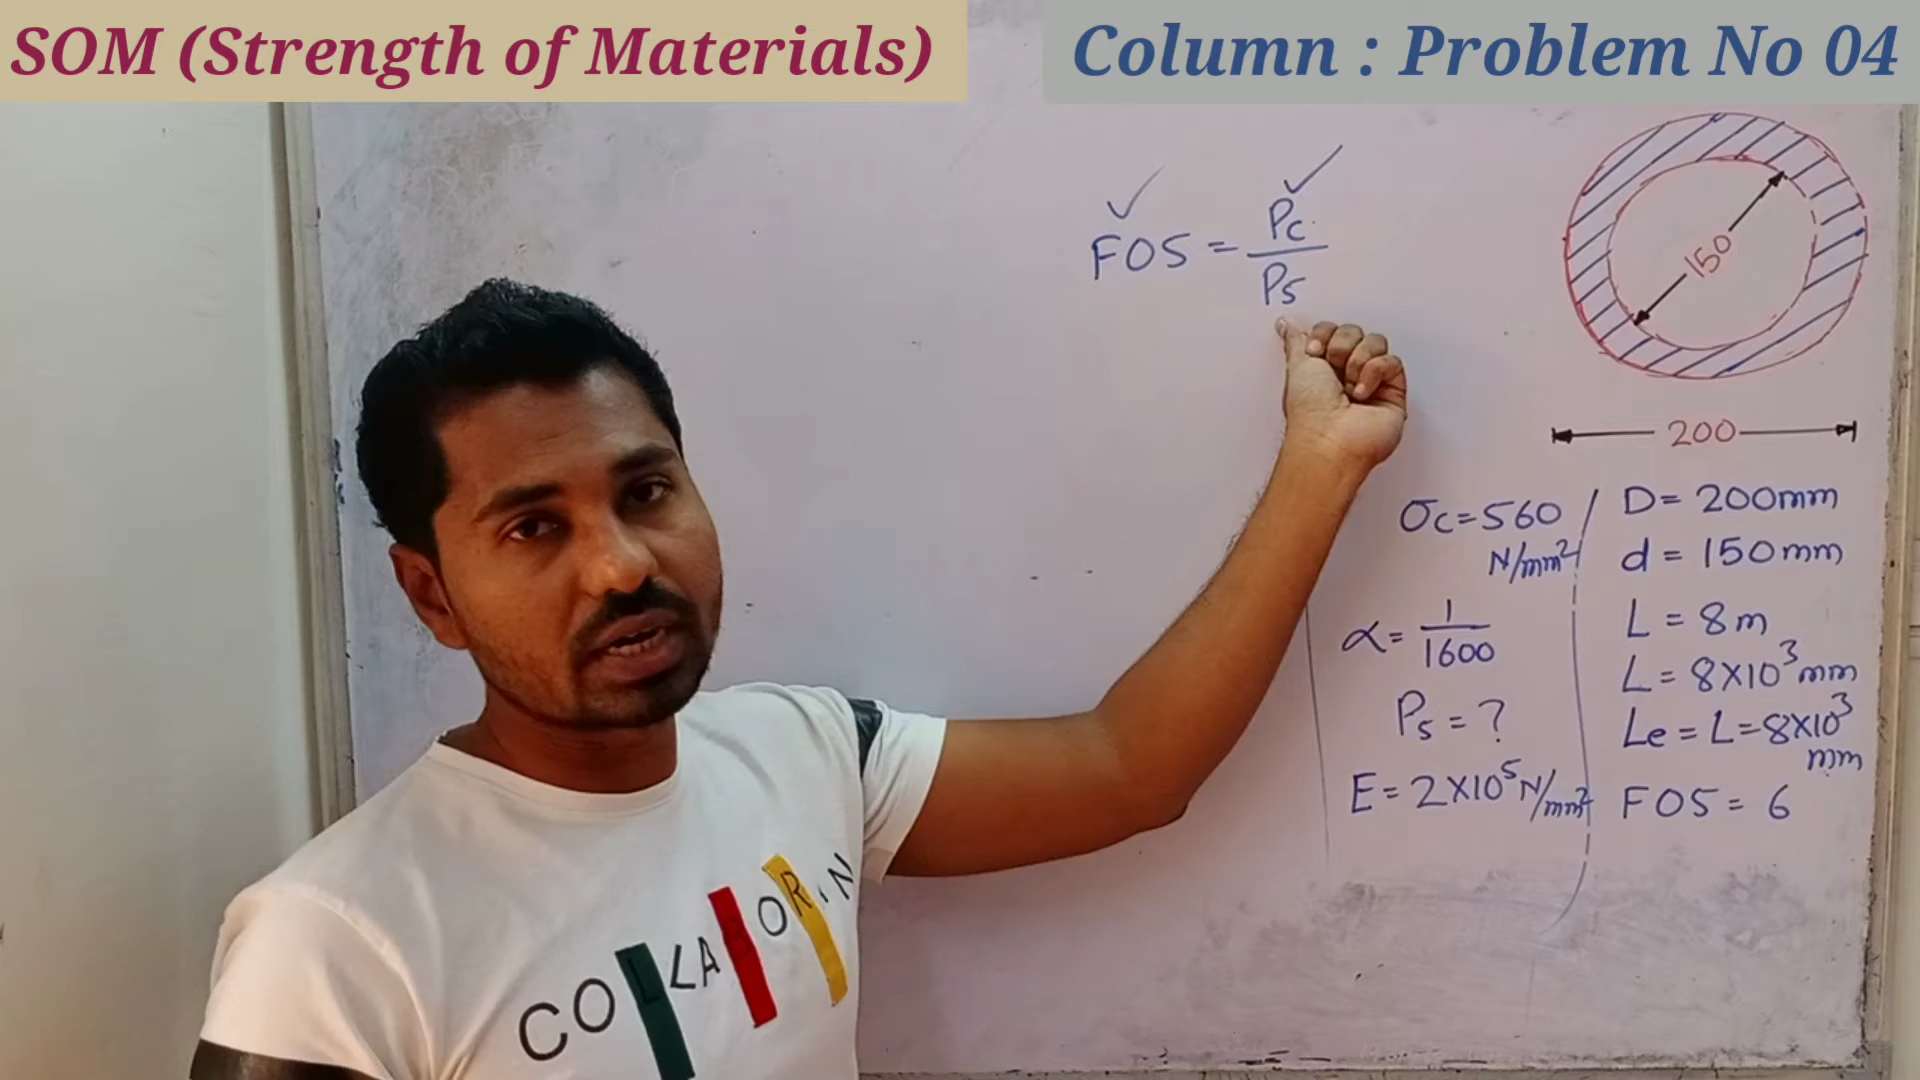 SOM (Strength of Materials)
Column : Problem No 04
FOS = Pc / Ps
150
200
σc = 560 N/mm²
α = 1/1600
Ps = ?
E = 2×10⁵ N/mm²
D = 200mm
d = 150mm
L = 8m
L = 8×10³ mm
Le = L = 8×10³ mm
FOS = 6